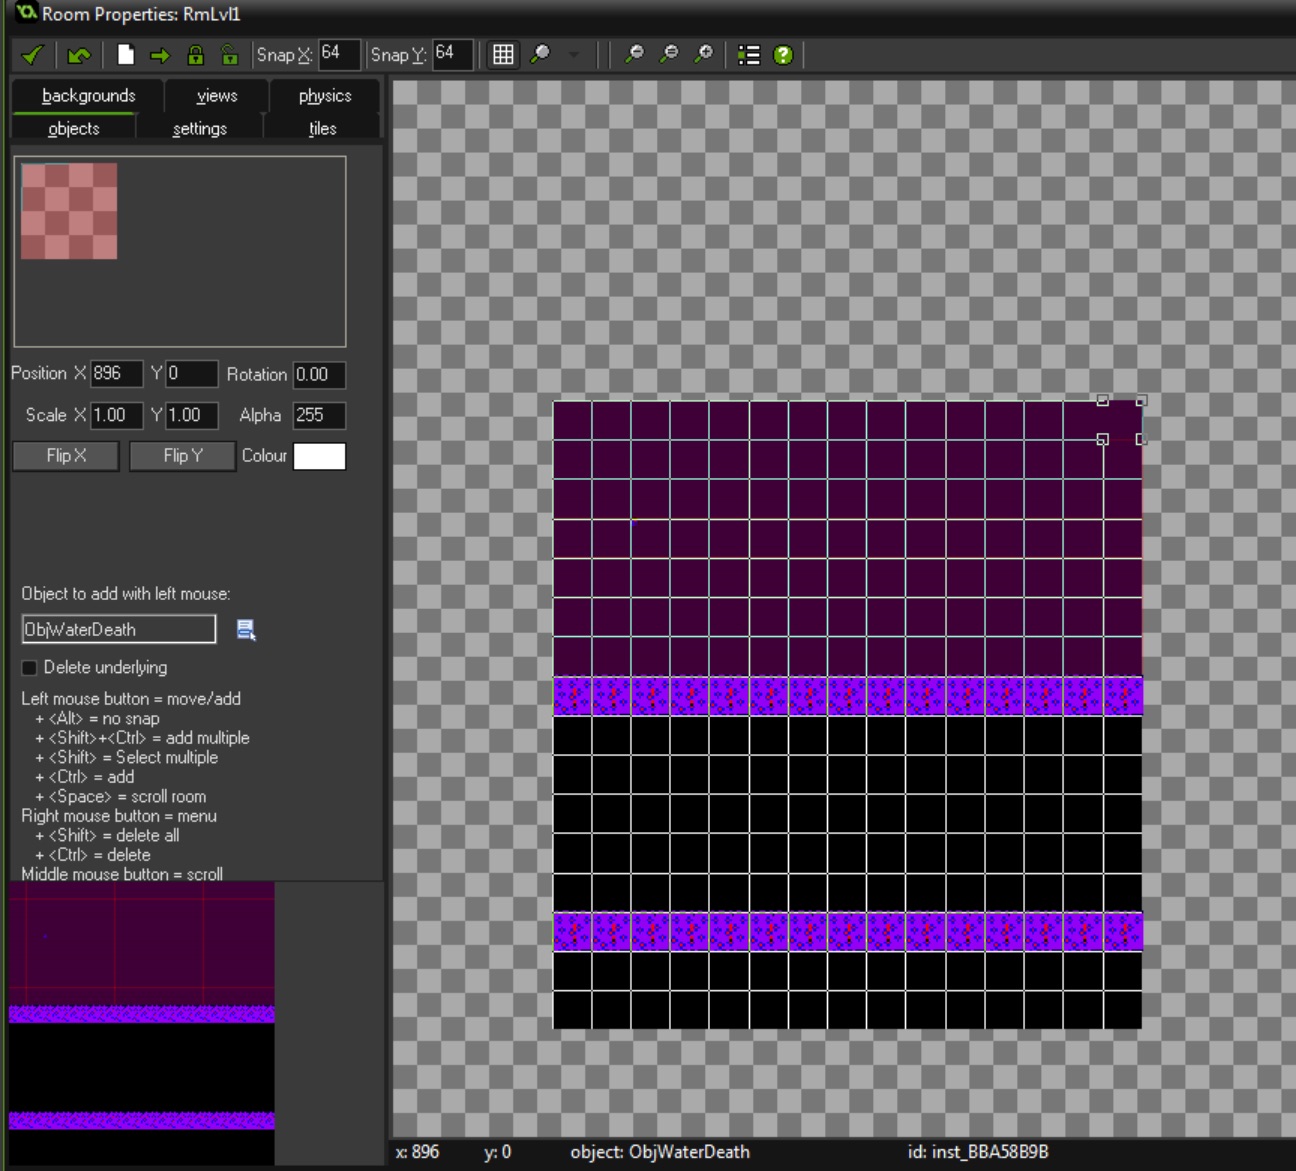 Room Properties: RmLvl1
Snap X: 64 Snap Y: 64
backgrounds views physics
objects settings tiles
Position X 896 Y 0 Rotation 0.00
Scale X 1.00 Y 1.00 Alpha 255
Flip X Flip Y Colour
Object to add with left mouse:
ObjWaterDeath
Delete underlying
Left mouse button = move/add
+ <Alt> = no snap
+ <Shift>+<Ctrl> = add multiple
+ <Shift> = Select multiple
+ <Ctrl> = add
+ <Space> = scroll room
Right mouse button = menu
+ <Shift> = delete all
+ <Ctrl> = delete
Middle mouse button = scroll
x: 896 y: 0 object: ObjWaterDeath id: inst_BBA58B9B